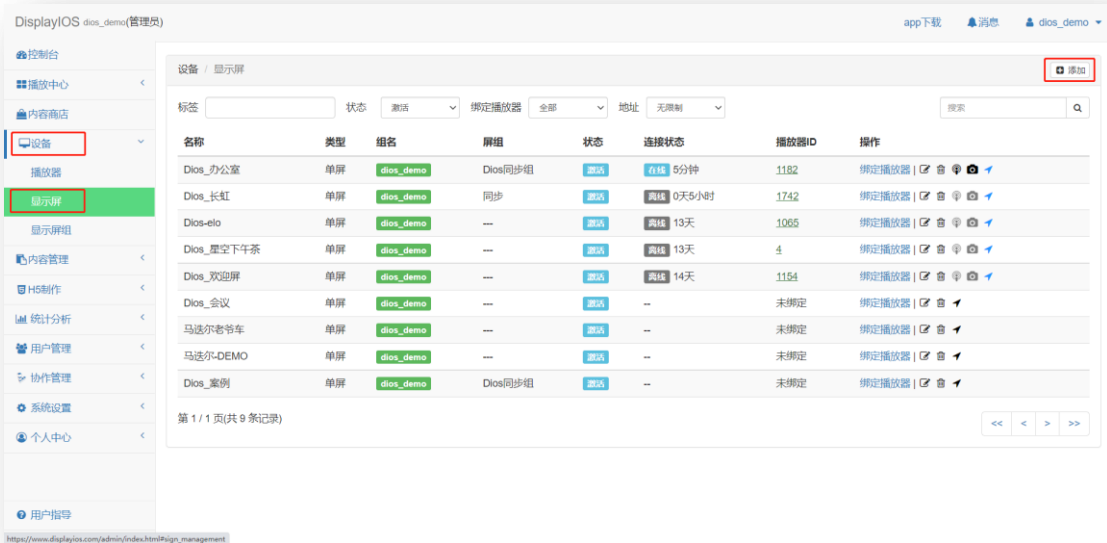 DisplayIOS dios_demo(管理员)
app下载 消息 dios_demo
控制台
播放中心
内容商店
设备
播放器
显示屏
显示屏组
内容管理
H5制作
统计分析
用户管理
协作管理
系统设置
个人中心
用户指导
https://www.displayios.com/admin/index.html#sign_management
设备 / 显示屏
添加
标签 状态 激活 绑定播放器 全部 地址 无限制 搜索
名称 类型 组名 屏组 状态 连接状态 播放器ID 操作
Dios_办公室 单屏 dios_demo Dios同步组 激活 在线 5分钟 1182 绑定播放器 |
Dios_长虹 单屏 dios_demo 同步 激活 离线 0天5小时 1742 绑定播放器 |
Dios-elo 单屏 dios_demo --- 激活 离线 13天 1065 绑定播放器 |
Dios_星空下午茶 单屏 dios_demo --- 激活 离线 13天 4 绑定播放器 |
Dios_欢迎屏 单屏 dios_demo --- 激活 离线 14天 1154 绑定播放器 |
Dios_会议 单屏 dios_demo --- 激活 -- 未绑定 绑定播放器 |
马迭尔老爷车 单屏 dios_demo --- 激活 -- 未绑定 绑定播放器 |
马迭尔-DEMO 单屏 dios_demo --- 激活 -- 未绑定 绑定播放器 |
Dios_案例 单屏 dios_demo Dios同步组 激活 -- 未绑定 绑定播放器 |
第 1 / 1 页(共 9 条记录)
<< < > >>